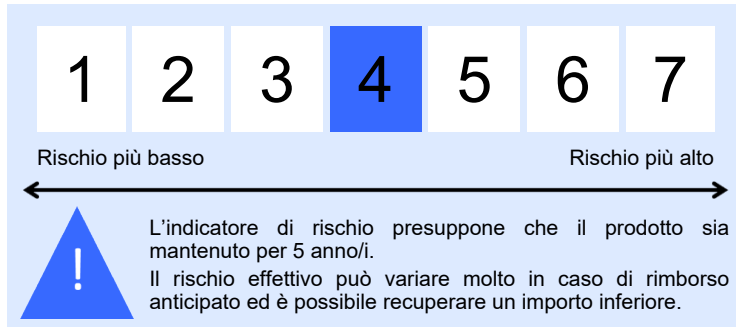 1 2 3 4 5 6 7
Rischio più basso Rischio più alto
!
L'indicatore di rischio presuppone che il prodotto sia
mantenuto per 5 anno/i.
Il rischio effettivo può variare molto in caso di rimborso
anticipato ed è possibile recuperare un importo inferiore.